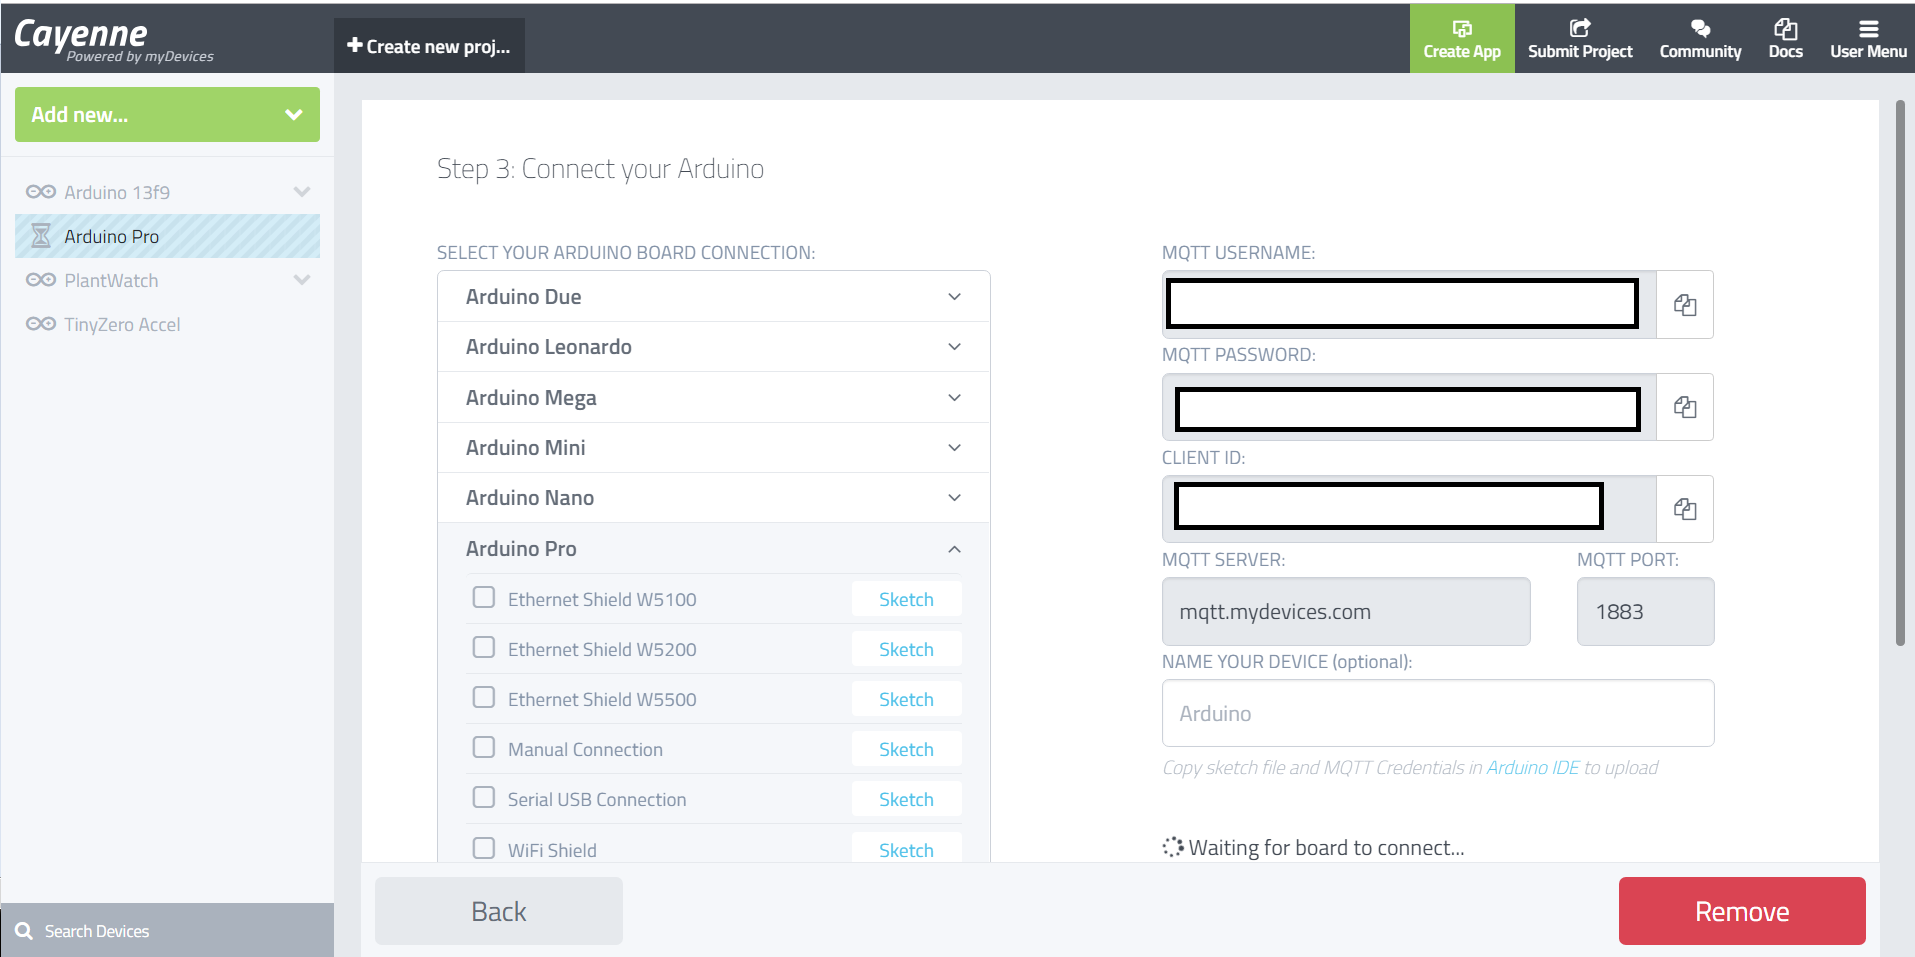 Cayenne
Powered by myDevices
Create new proj...
Create App
Submit Project
Community
Docs
User Menu
Add new...
Arduino 13f9
Arduino Pro
PlantWatch
TinyZero Accel
Search Devices
Step 3: Connect your Arduino
SELECT YOUR ARDUINO BOARD CONNECTION:
Arduino Due
Arduino Leonardo
Arduino Mega
Arduino Mini
Arduino Nano
Arduino Pro
Ethernet Shield W5100 Sketch
Ethernet Shield W5200 Sketch
Ethernet Shield W5500 Sketch
Manual Connection Sketch
Serial USB Connection Sketch
WiFi Shield Sketch
MQTT USERNAME:
MQTT PASSWORD:
CLIENT ID:
MQTT SERVER: MQTT PORT:
mqtt.mydevices.com 1883
NAME YOUR DEVICE (optional):
Arduino
Copy sketch file and MQTT Credentials in Arduino IDE to upload
Waiting for board to connect...
Back
Remove